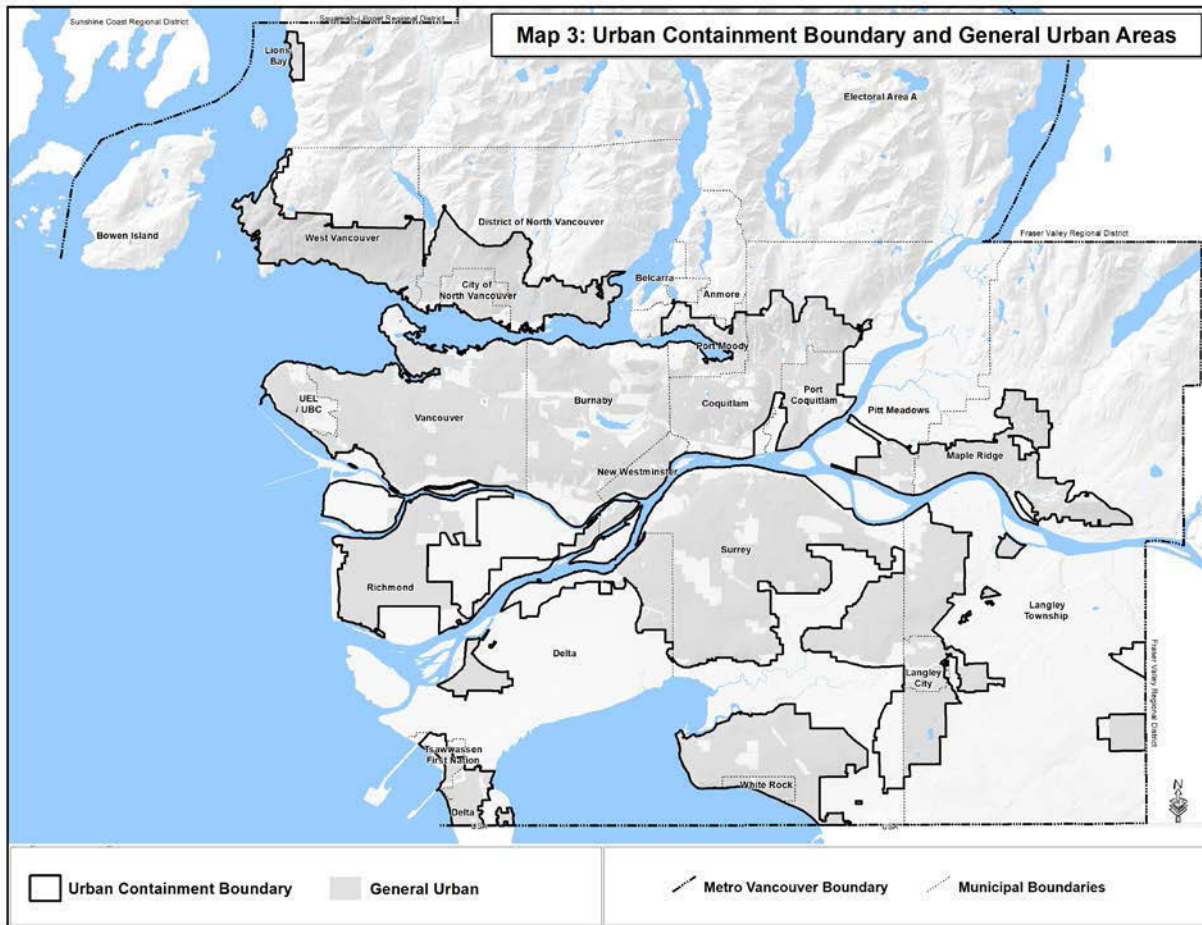 Sunshine Coast Regional District
Squamish-Lillooet Regional District
Map 3: Urban Containment Boundary and General Urban Areas
Lions
Bay
Electoral Area A
Bowen Island
West Vancouver
District of North Vancouver
Fraser Valley Regional District
City of
North Vancouver
Belcarra
Anmore
Port Moody
UEL
/ UBC
Vancouver
Burnaby
Coquitlam
Port
Coquitlam
Pitt Meadows
Maple Ridge
New Westminster
Surrey
Richmond
Delta
Langley
Township
Langley
City
Fraser Valley Regional District
Tsawwassen
First Nation
Delta
White Rock
N
USA
USA
Urban Containment Boundary
General Urban
Metro Vancouver Boundary
Municipal Boundaries